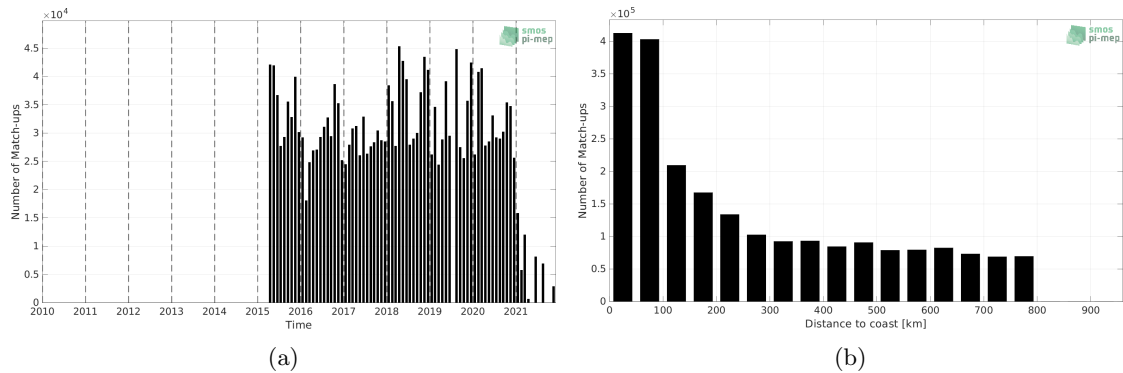 ×10⁴
4.5
4
3.5
3
2.5
2
1.5
1
0.5
0
Number of Match-ups
2010 2011 2012 2013 2014 2015 2016 2017 2018 2019 2020 2021
Time
smos
pi-mep
(a)
×10⁵
4
3.5
3
2.5
2
1.5
1
0.5
0
Number of Match-ups
0 100 200 300 400 500 600 700 800 900
Distance to coast [km]
smos
pi-mep
(b)